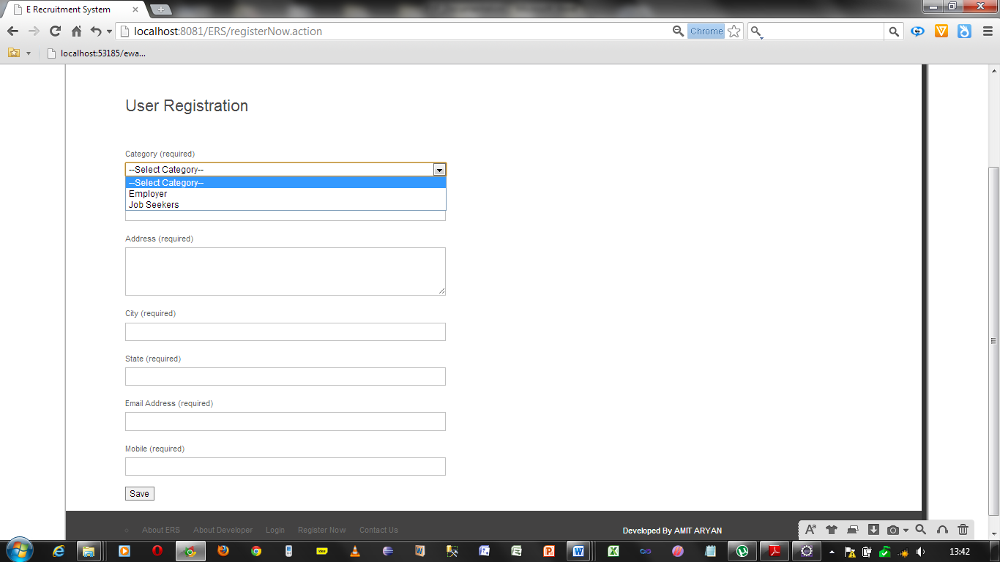 E Recruitment System
localhost:8081/ERS/registerNow.action
Chrome
localhost:53185/ewa...
User Registration
Category (required)
--Select Category--
--Select Category--
Employer
Job Seekers
Address (required)
City (required)
State (required)
Email Address (required)
Mobile (required)
Save
About ERS About Developer Login Register Now Contact Us
Developed By AMIT ARYAN
13:42